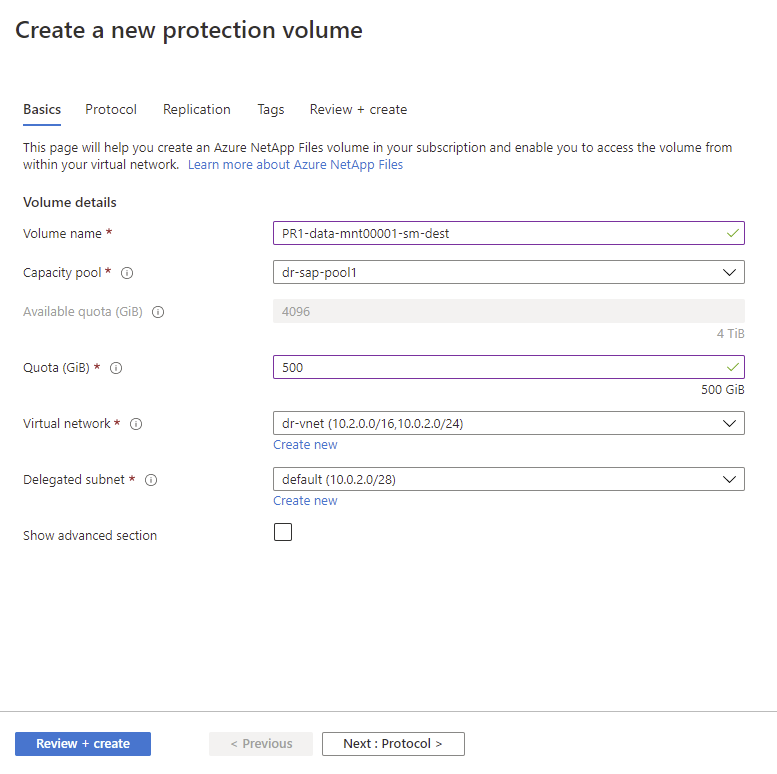 Create a new protection volume
Basics Protocol Replication Tags Review + create
This page will help you create an Azure NetApp Files volume in your subscription and enable you to access the volume from
within your virtual network. Learn more about Azure NetApp Files
Volume details
Volume name * PR1-data-mnt00001-sm-dest
Capacity pool * dr-sap-pool1
Available quota (GiB) 4096
4 TiB
Quota (GiB) * 500
500 GiB
Virtual network * dr-vnet (10.2.0.0/16,10.0.2.0/24)
Create new
Delegated subnet * default (10.0.2.0/28)
Create new
Show advanced section
Review + create < Previous Next : Protocol >